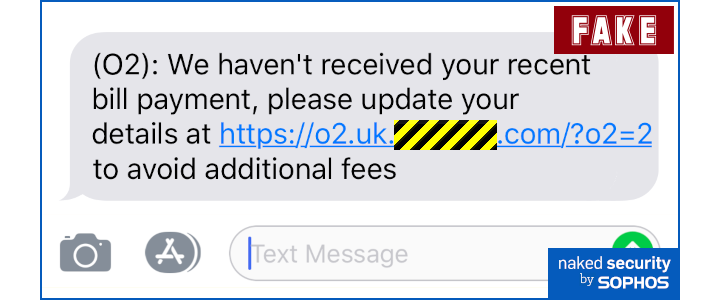 FAKE
(O2): We haven't received your recent
bill payment, please update your
details at https://o2.uk. .com/?o2=2
to avoid additional fees
Text Message
naked security
by SOPHOS